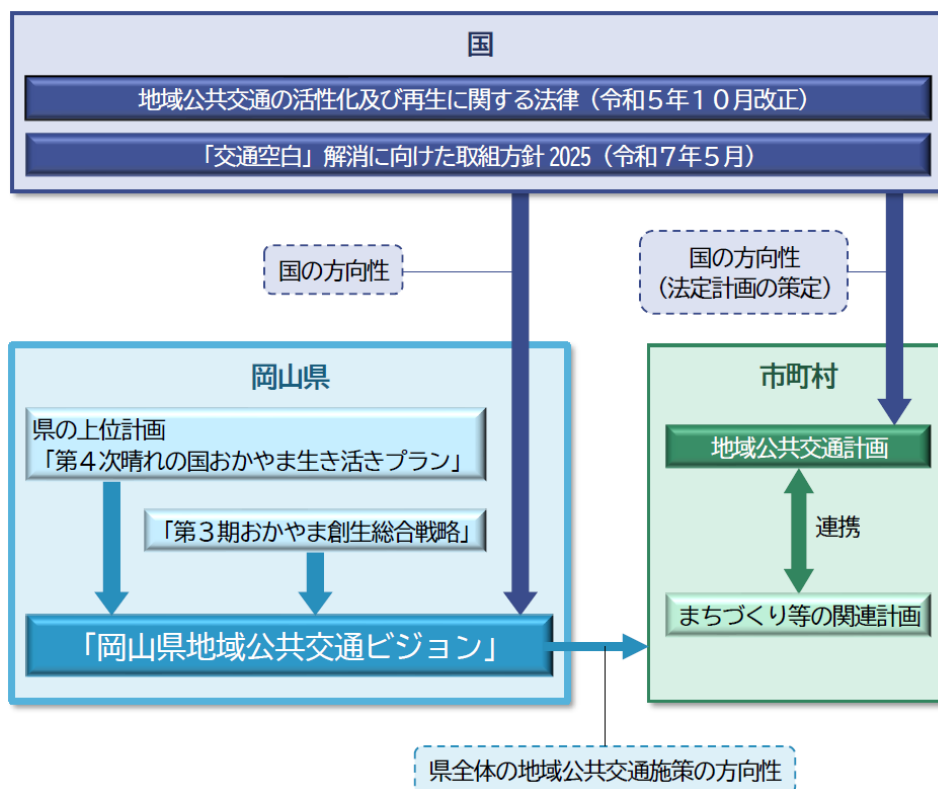 国
地域公共交通の活性化及び再生に関する法律（令和５年１０月改正）
「交通空白」解消に向けた取組方針 2025（令和７年５月）
国の方向性
国の方向性
（法定計画の策定）
岡山県
県の上位計画
「第４次晴れの国おかやま生き活きプラン」
「第３期おかやま創生総合戦略」
「岡山県地域公共交通ビジョン」
市町村
地域公共交通計画
連携
まちづくり等の関連計画
県全体の地域公共交通施策の方向性